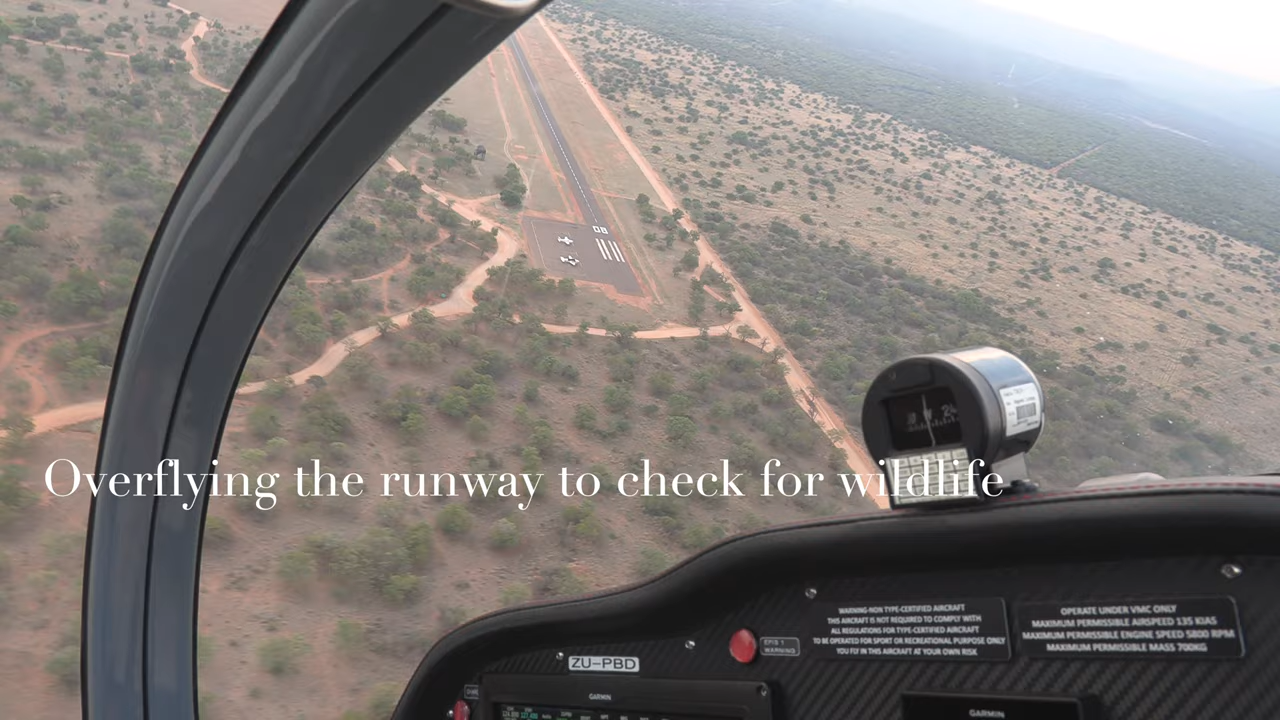 08
Overflying the runway to check for wildlife
WARNING-NON TYPE-CERTIFIED AIRCRAFT
THIS AIRCRAFT IS NOT REQUIRED TO COMPLY WITH
ALL REGULATIONS FOR TYPE-CERTIFIED AIRCRAFT
TO BE OPERATED FOR SPORT OR RECREATIONAL PURPOSE ONLY
YOU FLY IN THIS AIRCRAFT AT YOUR OWN RISK
OPERATE UNDER VMC ONLY
MAXIMUM PERMISSIBLE AIRSPEED 135 KIAS
MAXIMUM PERMISSIBLE ENGINE SPEED 5800 RPM
MAXIMUM PERMISSIBLE MASS 700KG
WARNING
ZU-PBD
GARMIN
GARMIN